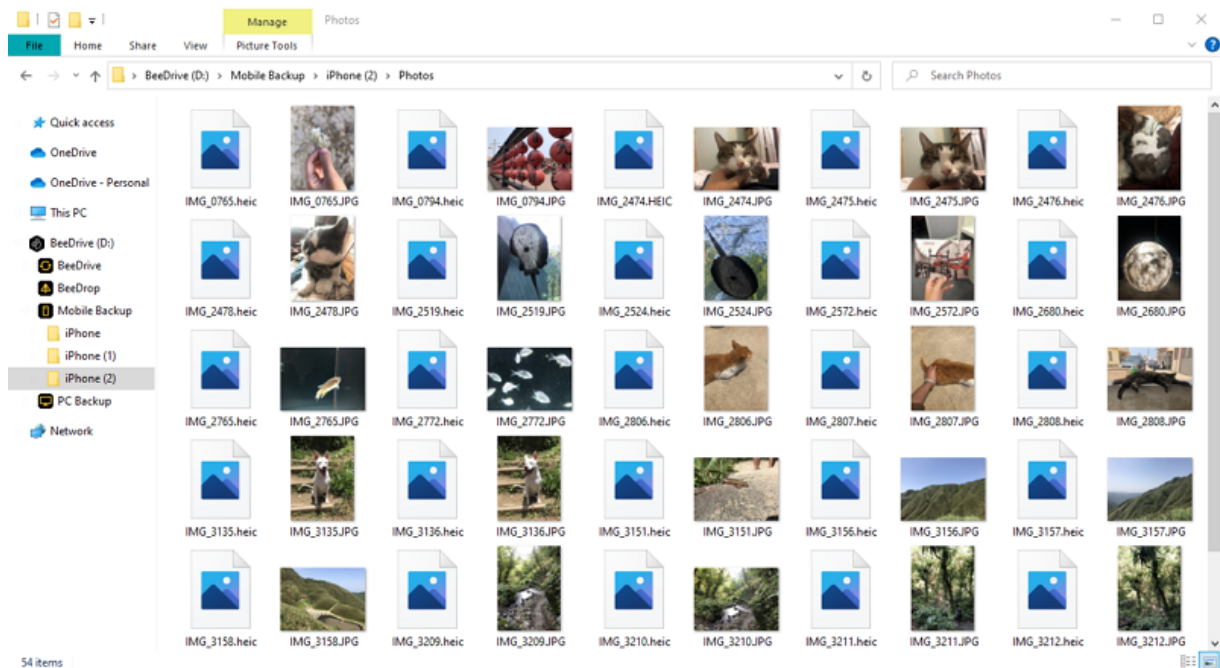 Manage Photos
File Home Share View Picture Tools
BeeDrive (D:) Mobile Backup iPhone (2) Photos Search Photos
Quick access
OneDrive
OneDrive - Personal
This PC
BeeDrive (D:)
BeeDrive
BeeDrop
Mobile Backup
iPhone
iPhone (1)
iPhone (2)
PC Backup
Network
IMG_0765.heic IMG_0765.JPG IMG_0794.heic IMG_0794.JPG IMG_2474.HEIC IMG_2474.JPG IMG_2475.heic IMG_2475.JPG IMG_2476.heic IMG_2476.JPG
IMG_2478.heic IMG_2478.JPG IMG_2519.heic IMG_2519.JPG IMG_2524.heic IMG_2524.JPG IMG_2572.heic IMG_2572.JPG IMG_2680.heic IMG_2680.JPG
IMG_2765.heic IMG_2765.JPG IMG_2772.heic IMG_2772.JPG IMG_2806.heic IMG_2806.JPG IMG_2807.heic IMG_2807.JPG IMG_2808.heic IMG_2808.JPG
IMG_3135.heic IMG_3135.JPG IMG_3136.heic IMG_3136.JPG IMG_3151.heic IMG_3151.JPG IMG_3156.heic IMG_3156.JPG IMG_3157.heic IMG_3157.JPG
IMG_3158.heic IMG_3158.JPG IMG_3209.heic IMG_3209.JPG IMG_3210.heic IMG_3210.JPG IMG_3211.heic IMG_3211.JPG IMG_3212.heic IMG_3212.JPG
54 items